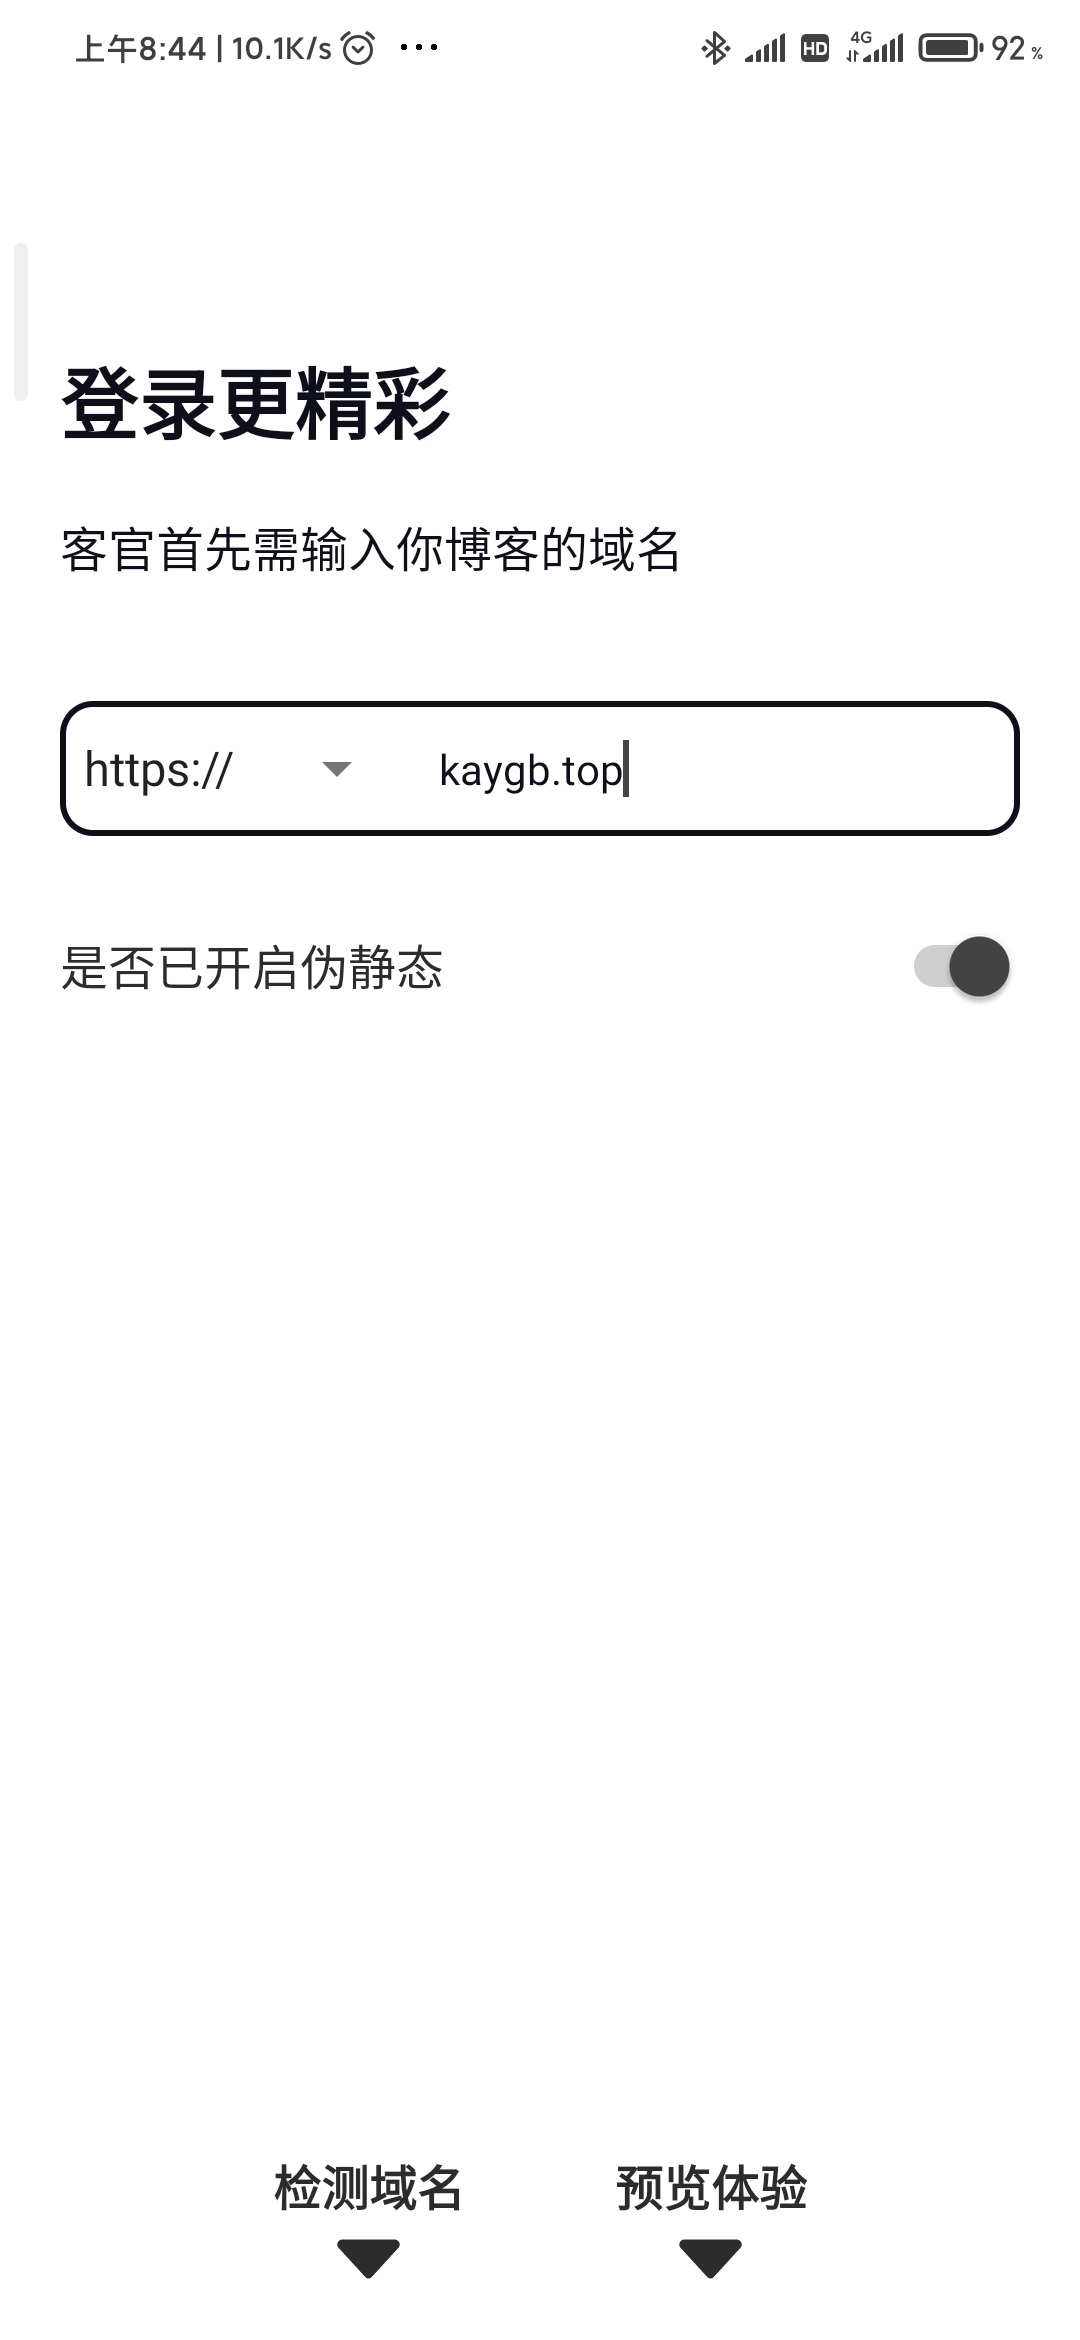 上午8:44 | 10.1K/s ··· HD 4G 92 %
登录更精彩
客官首先需输入你博客的域名
https:// kaygb.top
是否已开启伪静态
检测域名 预览体验